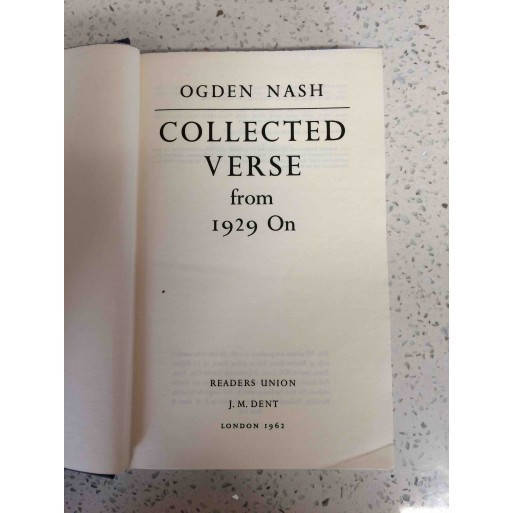 OGDEN NASH
COLLECTED
VERSE
from
1929 On
READERS UNION
J. M. DENT
LONDON 1962